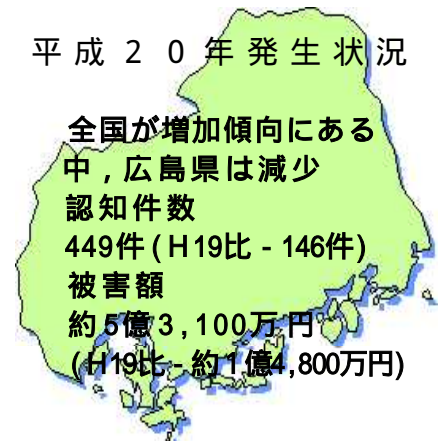 平成２０年発生状況
全国が増加傾向にある
中，広島県は減少
認知件数
449件(H19比-146件)
被害額
約5億3,100万円
(H19比-約1億4,800万円)